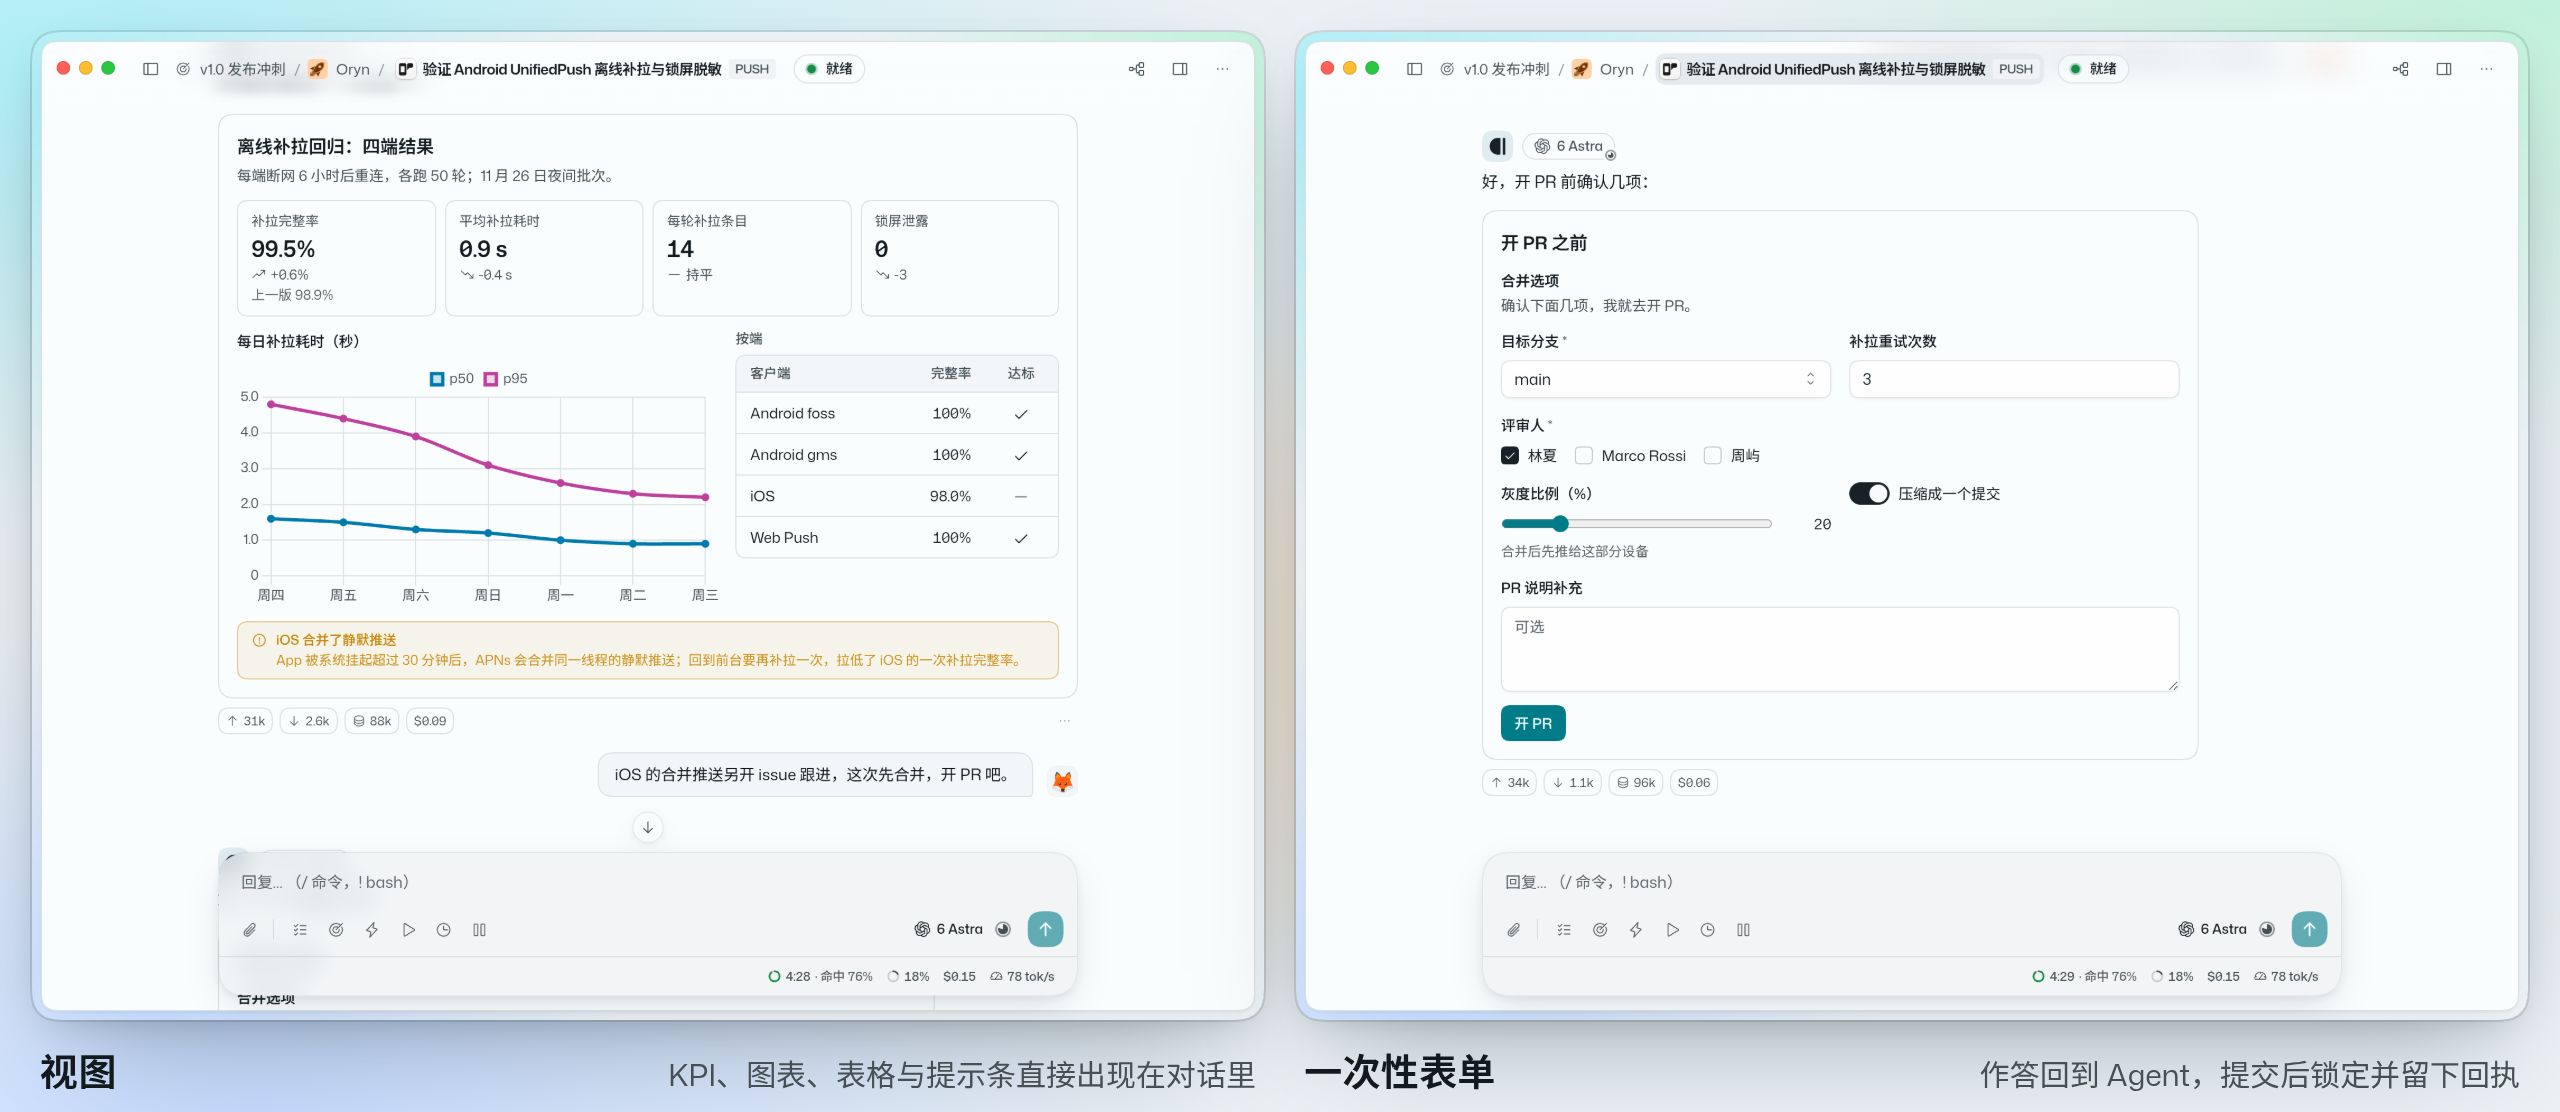 v1.0 发布冲刺 / Oryn / 验证 Android UnifiedPush 离线补拉与锁屏脱敏 PUSH 就绪
离线补拉回归：四端结果
每端断网 6 小时后重连，各跑 50 轮；11 月 26 日夜间批次。
补拉完整率
99.5%
+0.6%
上一版 98.9%
平均补拉耗时
0.9 s
-0.4 s
每轮补拉条目
14
持平
锁屏泄露
0
-3
每日补拉耗时（秒）
p50 p95
5.0
4.0
3.0
2.0
1.0
0
周四 周五 周六 周日 周一 周二 周三
按端
客户端 完整率 达标
Android foss 100%
Android gms 100%
iOS 98.0%
Web Push 100%
iOS 合并了静默推送
App 被系统挂起超过 30 分钟后，APNs 会合并同一线程的静默推送；回到前台要再补拉一次，拉低了 iOS 的一次补拉完整率。
31k 2.6k 88k $0.09
iOS 的合并推送另开 issue 跟进，这次先合并，开 PR 吧。
回复... （/ 命令，! bash）
6 Astra
4:28 · 命中 76% 18% $0.15 78 tok/s
合并选项
视图
KPI、图表、表格与提示条直接出现在对话里
v1.0 发布冲刺 / Oryn / 验证 Android UnifiedPush 离线补拉与锁屏脱敏 PUSH 就绪
6 Astra
好，开 PR 前确认几项：
开 PR 之前
合并选项
确认下面几项，我就去开 PR。
目标分支 *
main
补拉重试次数
3
评审人 *
林夏 Marco Rossi 周屿
灰度比例（%）
20
合并后先推给这部分设备
压缩成一个提交
PR 说明补充
可选
开 PR
34k 1.1k 96k $0.06
回复... （/ 命令，! bash）
6 Astra
4:29 · 命中 76% 18% $0.15 78 tok/s
一次性表单
作答回到 Agent，提交后锁定并留下回执